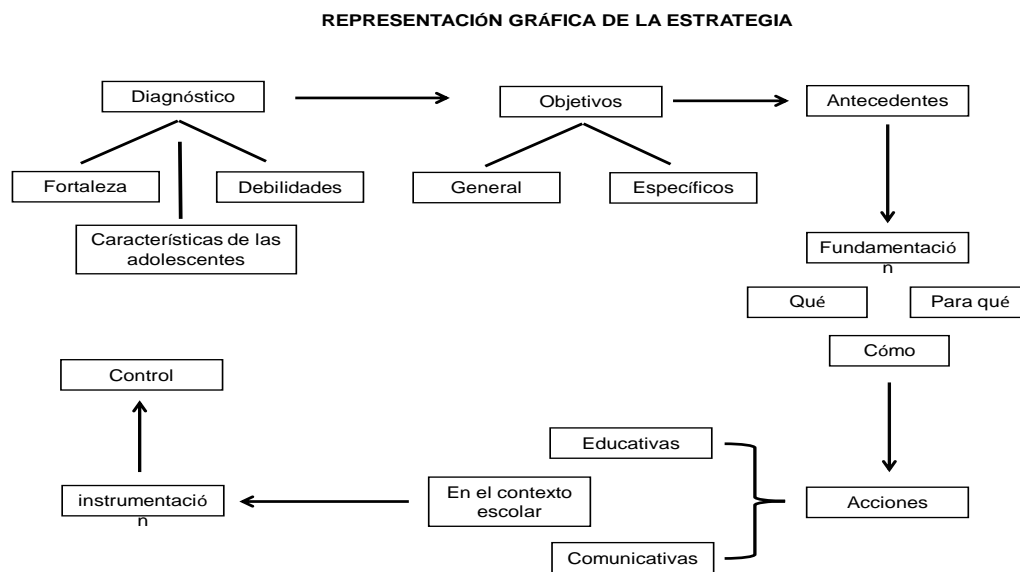 REPRESENTACIÓN GRÁFICA DE LA ESTRATEGIA
Diagnóstico
Objetivos
Antecedentes
Fortaleza
Debilidades
General
Específicos
Características de las
adolescentes
Fundamentació
n
Qué
Para qué
Cómo
Control
Educativas
instrumentació
n
En el contexto
escolar
Acciones
Comunicativas